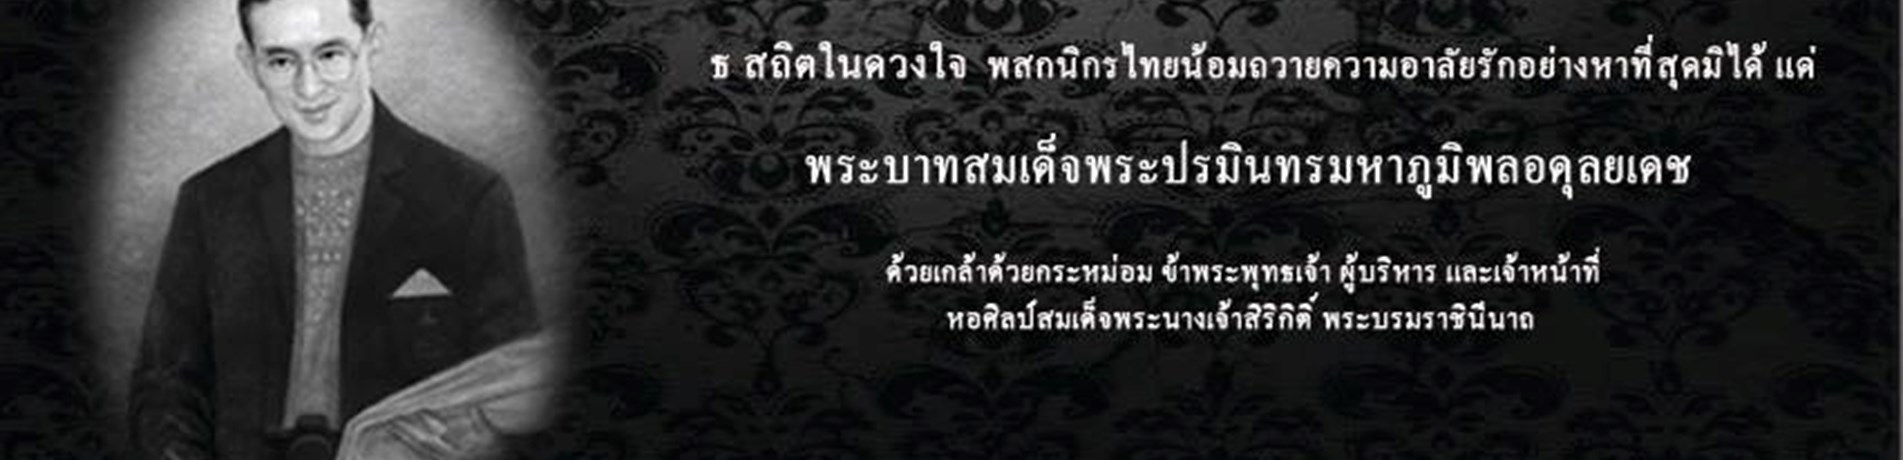 ธ สถิตในดวงใจ พสกนิกรไทยน้อมถวายความอาลัยรักอย่างหาที่สุดมิได้ แด่
พระบาทสมเด็จพระปรมินทรมหาภูมิพลอดุลยเดช
ด้วยเกล้าด้วยกระหม่อม ข้าพระพุทธเจ้า ผู้บริหาร และเจ้าหน้าที่
หอศิลป์สมเด็จพระนางเจ้าสิริกิติ์ พระบรมราชินีนาถ